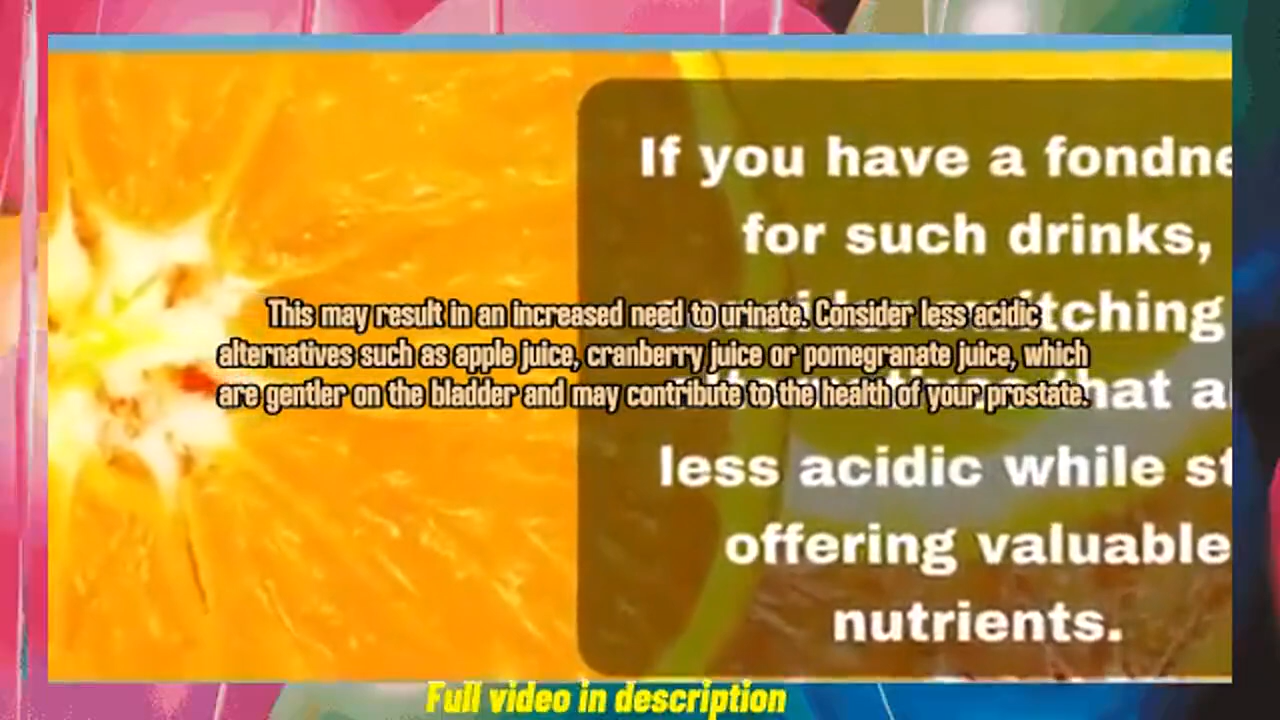 If you have a fondne
for such drinks,
tching
hat a
less acidic while st
offering valuable
nutrients.
This may result in an increased need to urinate. Consider less acidic
alternatives such as apple juice, cranberry juice or pomegranate juice, which
are gentler on the bladder and may contribute to the health of your prostate.
Full video in description